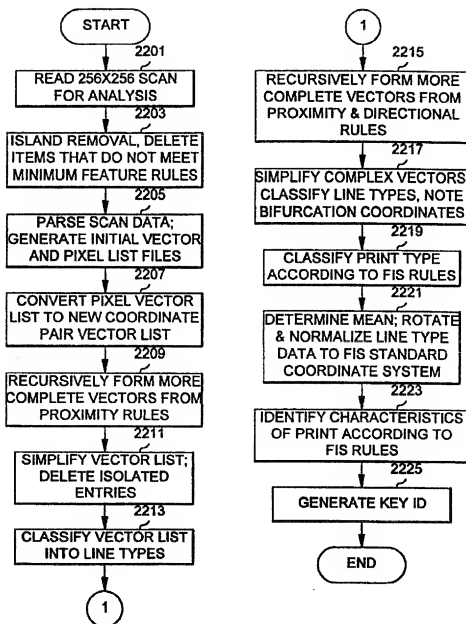 START
2201
READ 256X256 SCAN
FOR ANALYSIS
2203
ISLAND REMOVAL, DELETE
ITEMS THAT DO NOT MEET
MINIMUM FEATURE RULES
2205
PARSE SCAN DATA;
GENERATE INITIAL VECTOR
AND PIXEL LIST FILES
2207
CONVERT PIXEL VECTOR
LIST TO NEW COORDINATE
PAIR VECTOR LIST
2209
RECURSIVELY FORM MORE
COMPLETE VECTORS FROM
PROXIMITY RULES
2211
SIMPLIFY VECTOR LIST;
DELETE ISOLATED
ENTRIES
2213
CLASSIFY VECTOR LIST
INTO LINE TYPES
1
1
2215
RECURSIVELY FORM MORE
COMPLETE VECTORS FROM
PROXIMITY & DIRECTIONAL
RULES
2217
SIMPLIFY COMPLEX VECTORS
CLASSIFY LINE TYPES, NOTE
BIFURCATION COORDINATES
2219
CLASSIFY PRINT TYPE
ACCORDING TO FIS RULES
2221
DETERMINE MEAN; ROTATE
& NORMALIZE LINE TYPE
DATA TO FIS STANDARD
COORDINATE SYSTEM
2223
IDENTIFY CHARACTERISTICS
OF PRINT ACCORDING TO
FIS RULES
2225
GENERATE KEY ID
END